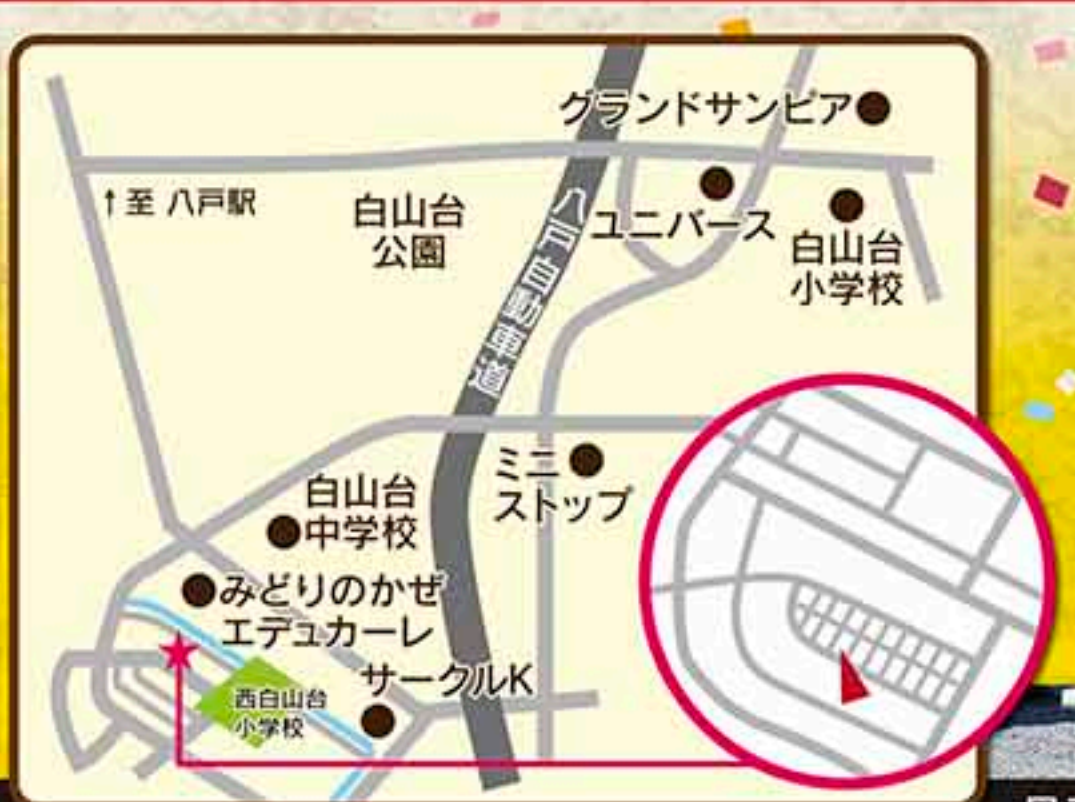 グランドサンピア
↑至 八戸駅
白山台
公園
八戸自動車道
ユニバース
白山台
小学校
ミニ
ストップ
白山台
中学校
みどりのかぜ
エデュカーレ
サークルK
西白山台
小学校